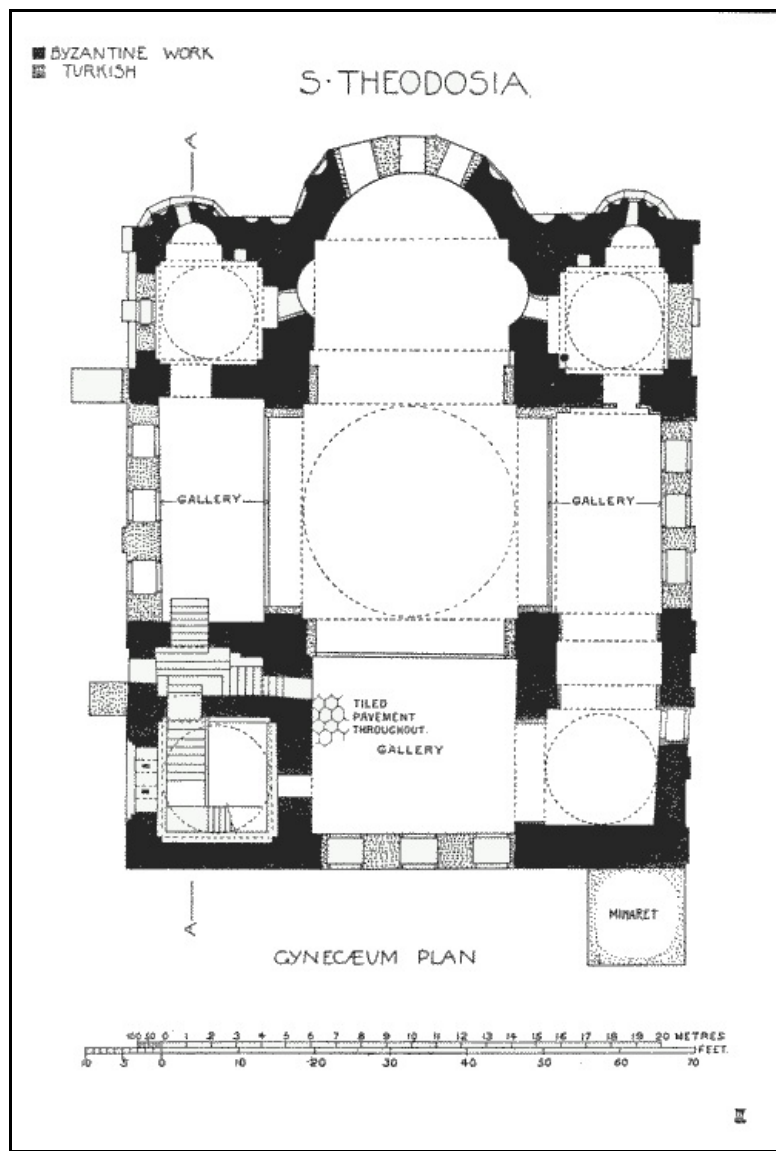 BYZANTINE WORK
TURKISH
S·THEODOSIA
A
GALLERY
GALLERY
TILED
PAVEMENT
THROUGHOUT.
GALLERY
MINARET
A
GYNECÆUM PLAN
100 50 0 1 2 3 4 5 6 7 8 9 10 11 12 13 14 15 16 17 18 19 20 METRES
FEET.
10 5 0 10 20 30 40 50 60 70